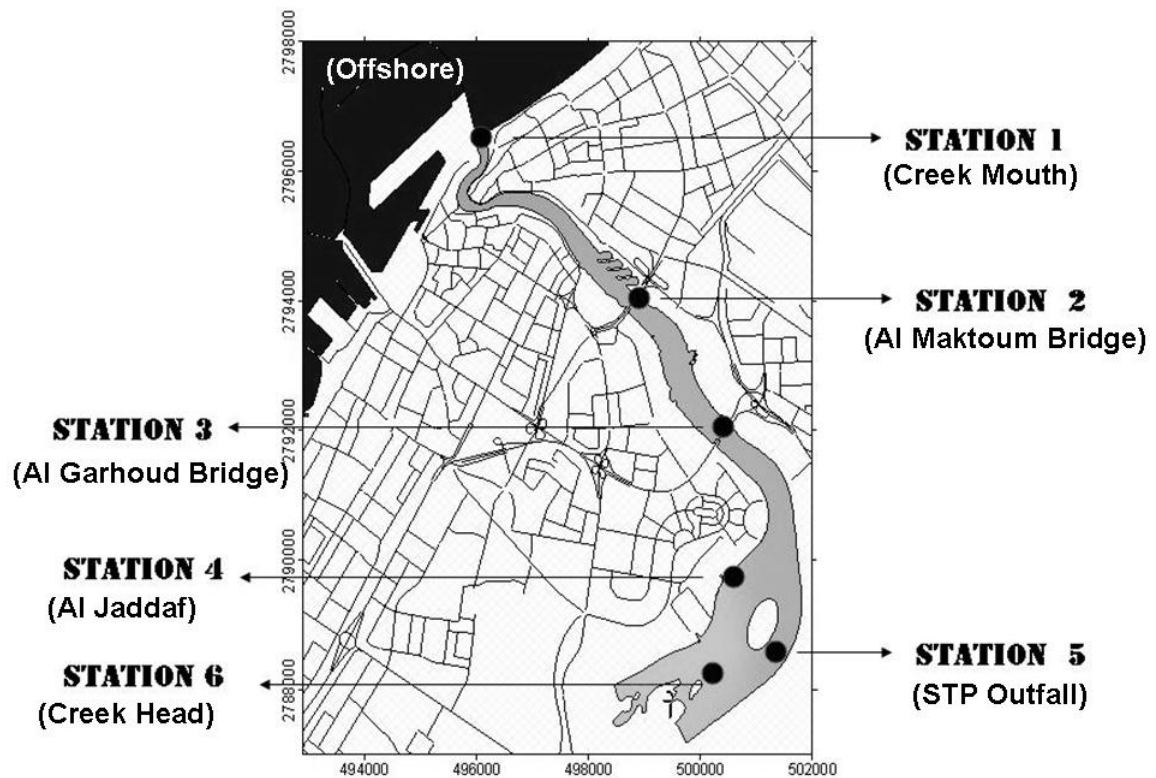 2798000
2796000
2794000
2792000
2790000
2788000
(Offshore)
STATION 1
(Creek Mouth)
STATION 2
(Al Maktoum Bridge)
STATION 3
(Al Garhoud Bridge)
STATION 4
(Al Jaddaf)
STATION 5
(STP Outfall)
STATION 6
(Creek Head)
494000 496000 498000 500000 502000